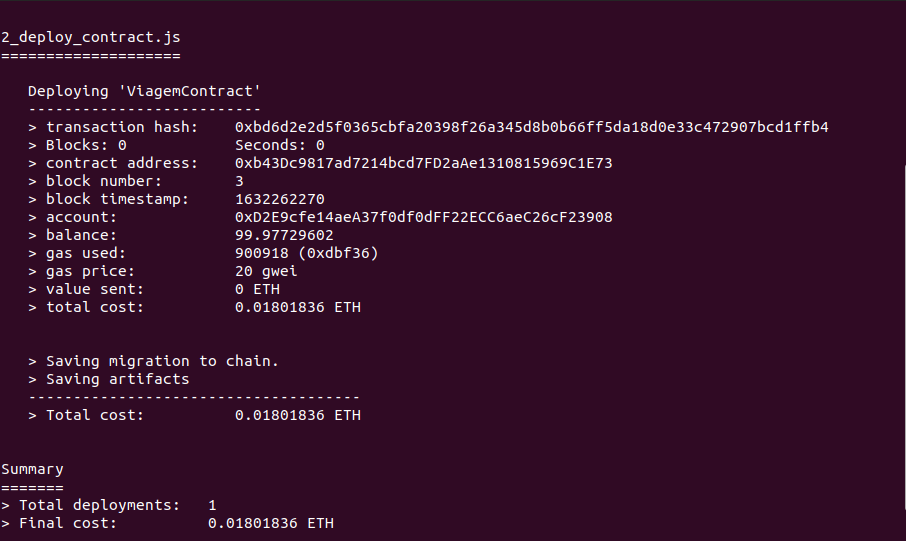 2_deploy_contract.js
====================
Deploying 'ViagemContract'
--------------------------
> transaction hash:    0xbd6d2e2d5f0365cbfa20398f26a345d8b0b66ff5da18d0e33c472907bcd1ffb4
> Blocks: 0            Seconds: 0
> contract address:    0xb43Dc9817ad7214bcd7FD2aAe1310815969C1E73
> block number:        3
> block timestamp:     1632262270
> account:             0xD2E9cfe14aeA37f0df0dFF22ECC6aeC26cF23908
> balance:             99.97729602
> gas used:            900918 (0xdbf36)
> gas price:           20 gwei
> value sent:          0 ETH
> total cost:          0.01801836 ETH
> Saving migration to chain.
> Saving artifacts
-------------------------------------
> Total cost:          0.01801836 ETH
Summary
=======
> Total deployments:   1
> Final cost:          0.01801836 ETH